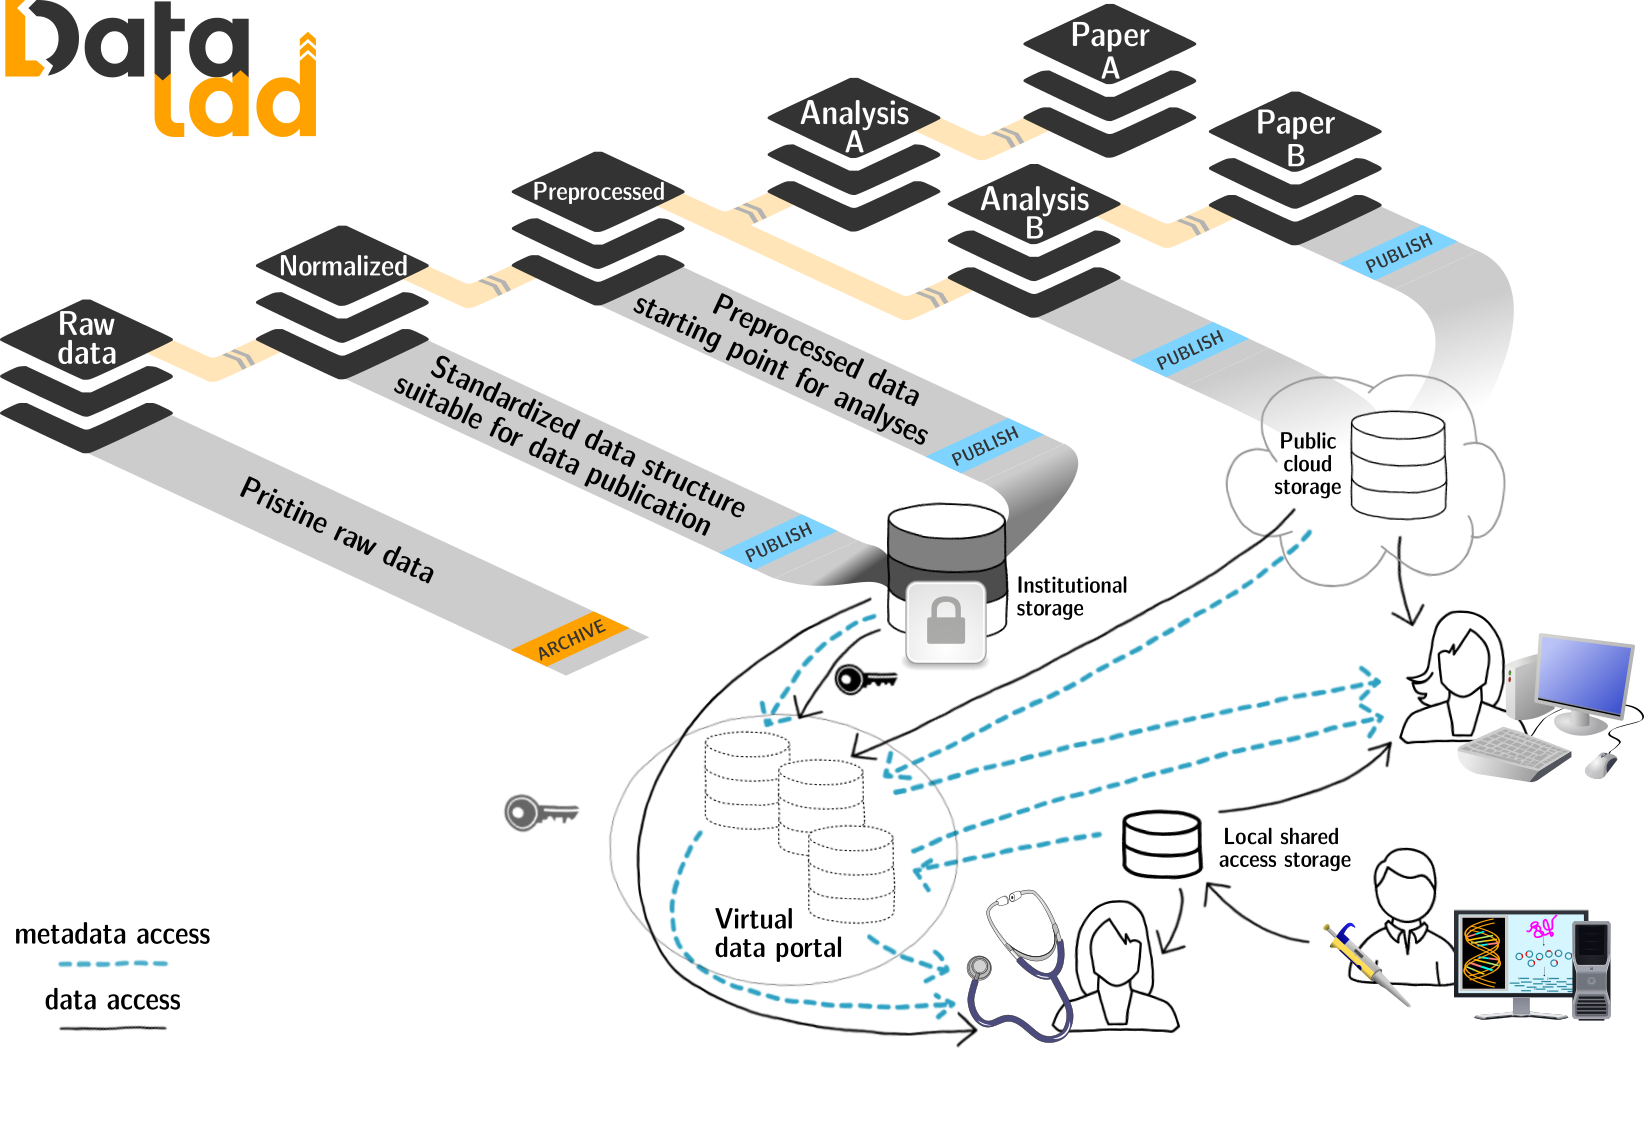 Data
lad
Paper
A
Analysis
A
Paper
B
Preprocessed
Analysis
B
Normalized
Raw
data
PUBLISH
Preprocessed data
starting point for analyses
PUBLISH
Standardized data structure
suitable for data publication
PUBLISH
Pristine raw data
PUBLISH
ARCHIVE
Public
cloud
storage
Institutional
storage
Local shared
access storage
Virtual
data portal
metadata access
data access